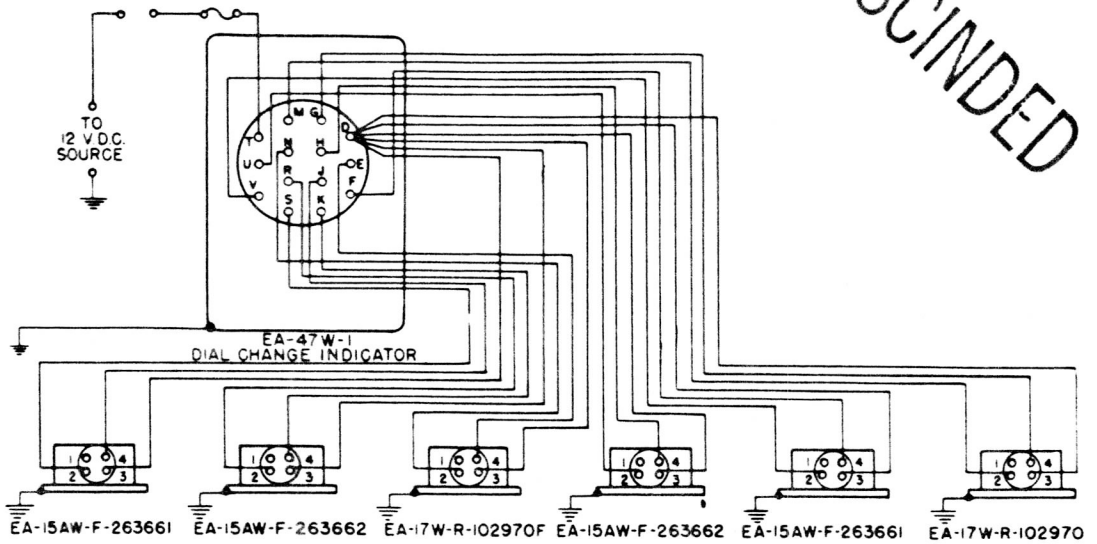 SCINDED
TO
12 V.D.C.
SOURCE
M G
D
T
N H
U E
R J
V F
S K
EA-47W-1
DIAL CHANGE INDICATOR
1 4
2 3
1 4
2 3
1 4
2 3
1 4
2 3
1 4
2 3
1 4
2 3
EA-15AW-F-263661
EA-15AW-F-263662
EA-17W-R-102970F
EA-15AW-F-263662
EA-15AW-F-263661
EA-17W-R-102970